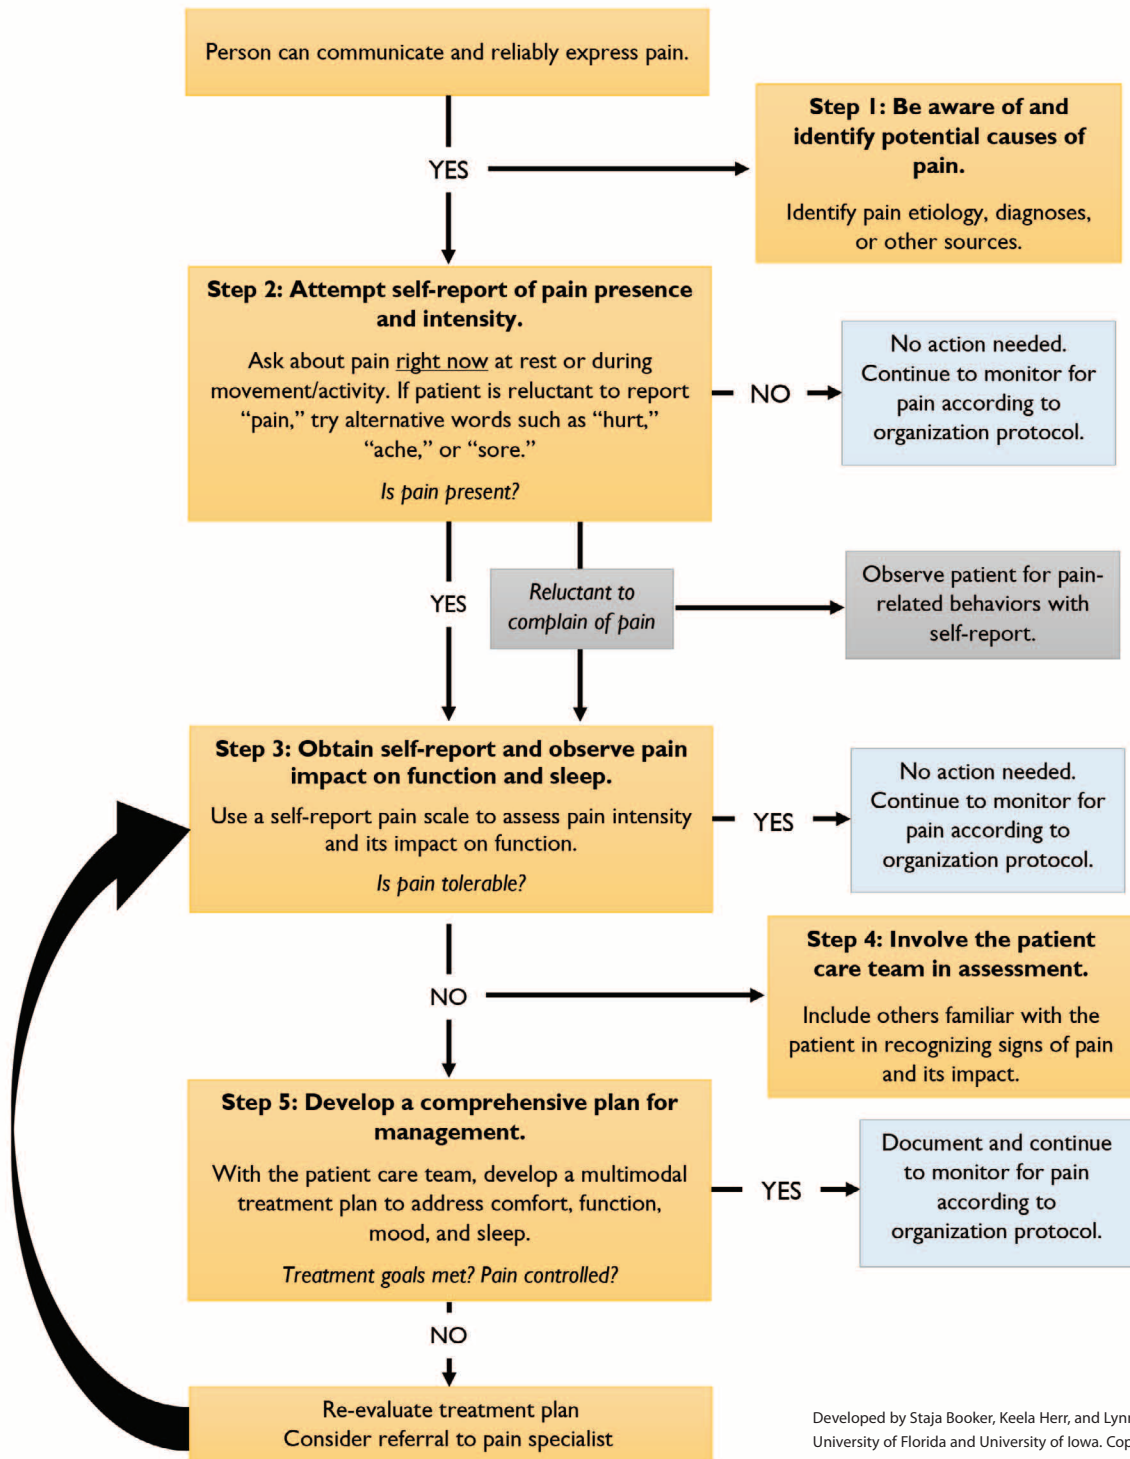 Person can communicate and reliably express pain.
YES
Step 1: Be aware of and
identify potential causes of
pain.
Identify pain etiology, diagnoses,
or other sources.
Step 2: Attempt self-report of pain presence
and intensity.
Ask about pain right now at rest or during
movement/activity. If patient is reluctant to report
“pain,” try alternative words such as “hurt,”
“ache,” or “sore.”
Is pain present?
NO
No action needed.
Continue to monitor for
pain according to
organization protocol.
YES
Reluctant to
complain of pain
Observe patient for pain-
related behaviors with
self-report.
Step 3: Obtain self-report and observe pain
impact on function and sleep.
Use a self-report pain scale to assess pain intensity
and its impact on function.
Is pain tolerable?
YES
No action needed.
Continue to monitor for
pain according to
organization protocol.
NO
Step 4: Involve the patient
care team in assessment.
Include others familiar with the
patient in recognizing signs of pain
and its impact.
Step 5: Develop a comprehensive plan for
management.
With the patient care team, develop a multimodal
treatment plan to address comfort, function,
mood, and sleep.
Treatment goals met? Pain controlled?
YES
Document and continue
to monitor for pain
according to
organization protocol.
NO
Re-evaluate treatment plan
Consider referral to pain specialist
Developed by Staja Booker, Keela Herr, and
University of Florida and University of Iowa.